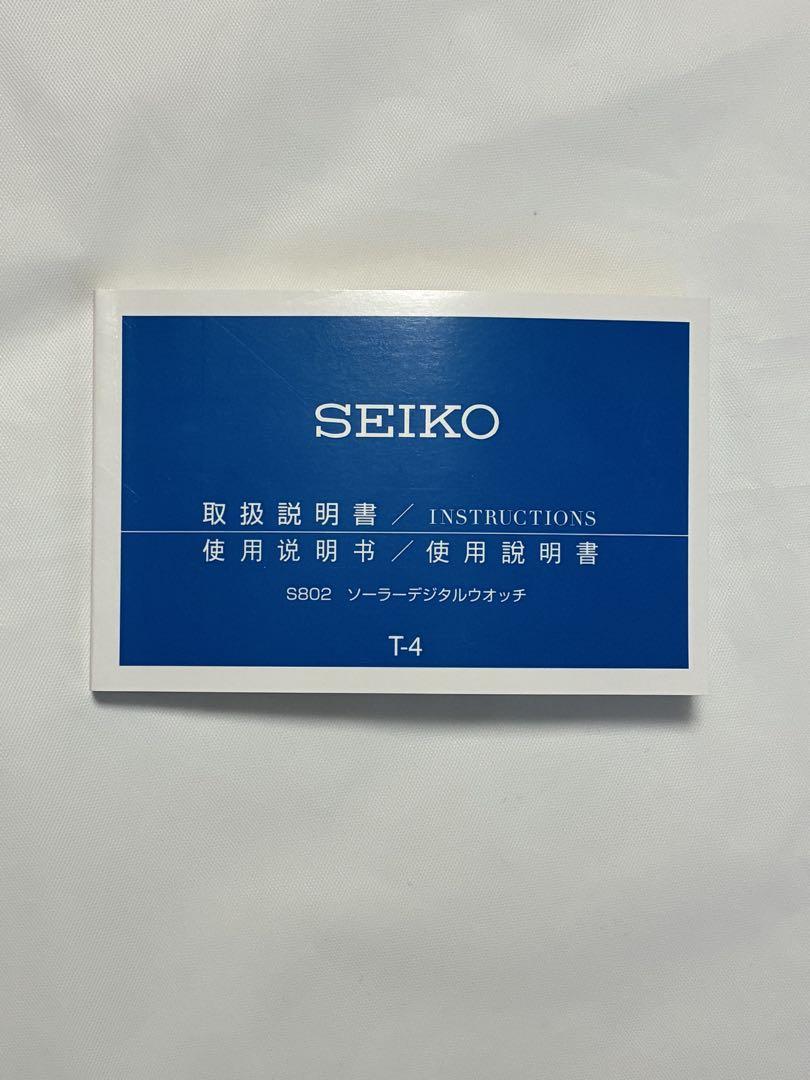 SEIKO
取扱説明書／INSTRUCTIONS
使用说明书／使用說明書
S802 ソーラーデジタルウオッチ
T-4